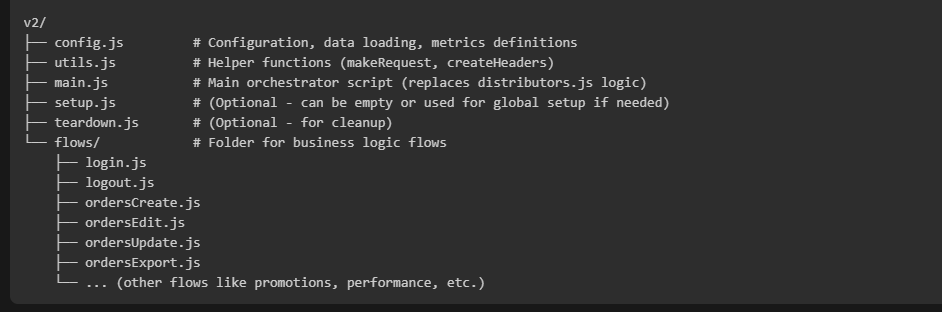 v2/
├── config.js         # Configuration, data loading, metrics definitions
├── utils.js          # Helper functions (makeRequest, createHeaders)
├── main.js           # Main orchestrator script (replaces distributors.js logic)
├── setup.js          # (Optional - can be empty or used for global setup if needed)
├── teardown.js       # (Optional - for cleanup)
└── flows/            # Folder for business logic flows
    ├── login.js
    ├── logout.js
    ├── ordersCreate.js
    ├── ordersEdit.js
    ├── ordersUpdate.js
    ├── ordersExport.js
    └── ... (other flows like promotions, performance, etc.)